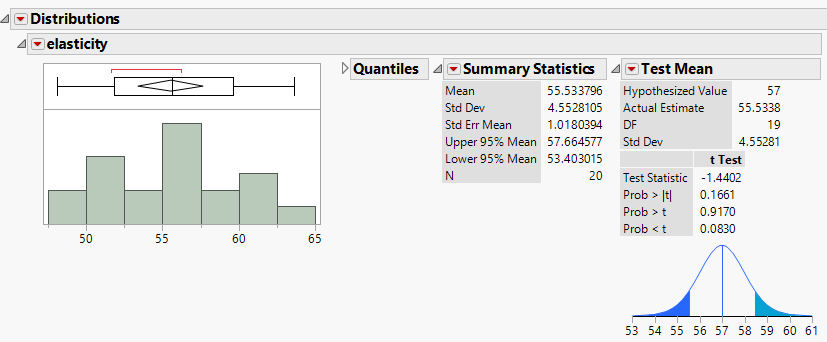 Distributions
elasticity
50 55 60 65
Quantiles
Summary Statistics
Mean 55.533796
Std Dev 4.5528105
Std Err Mean 1.0180394
Upper 95% Mean 57.664577
Lower 95% Mean 53.403015
N 20
Test Mean
Hypothesized Value 57
Actual Estimate 55.5338
DF 19
Std Dev 4.55281
t Test
Test Statistic -1.4402
Prob > |t| 0.1661
Prob > t 0.9170
Prob < t 0.0830
53 54 55 56 57 58 59 60 61